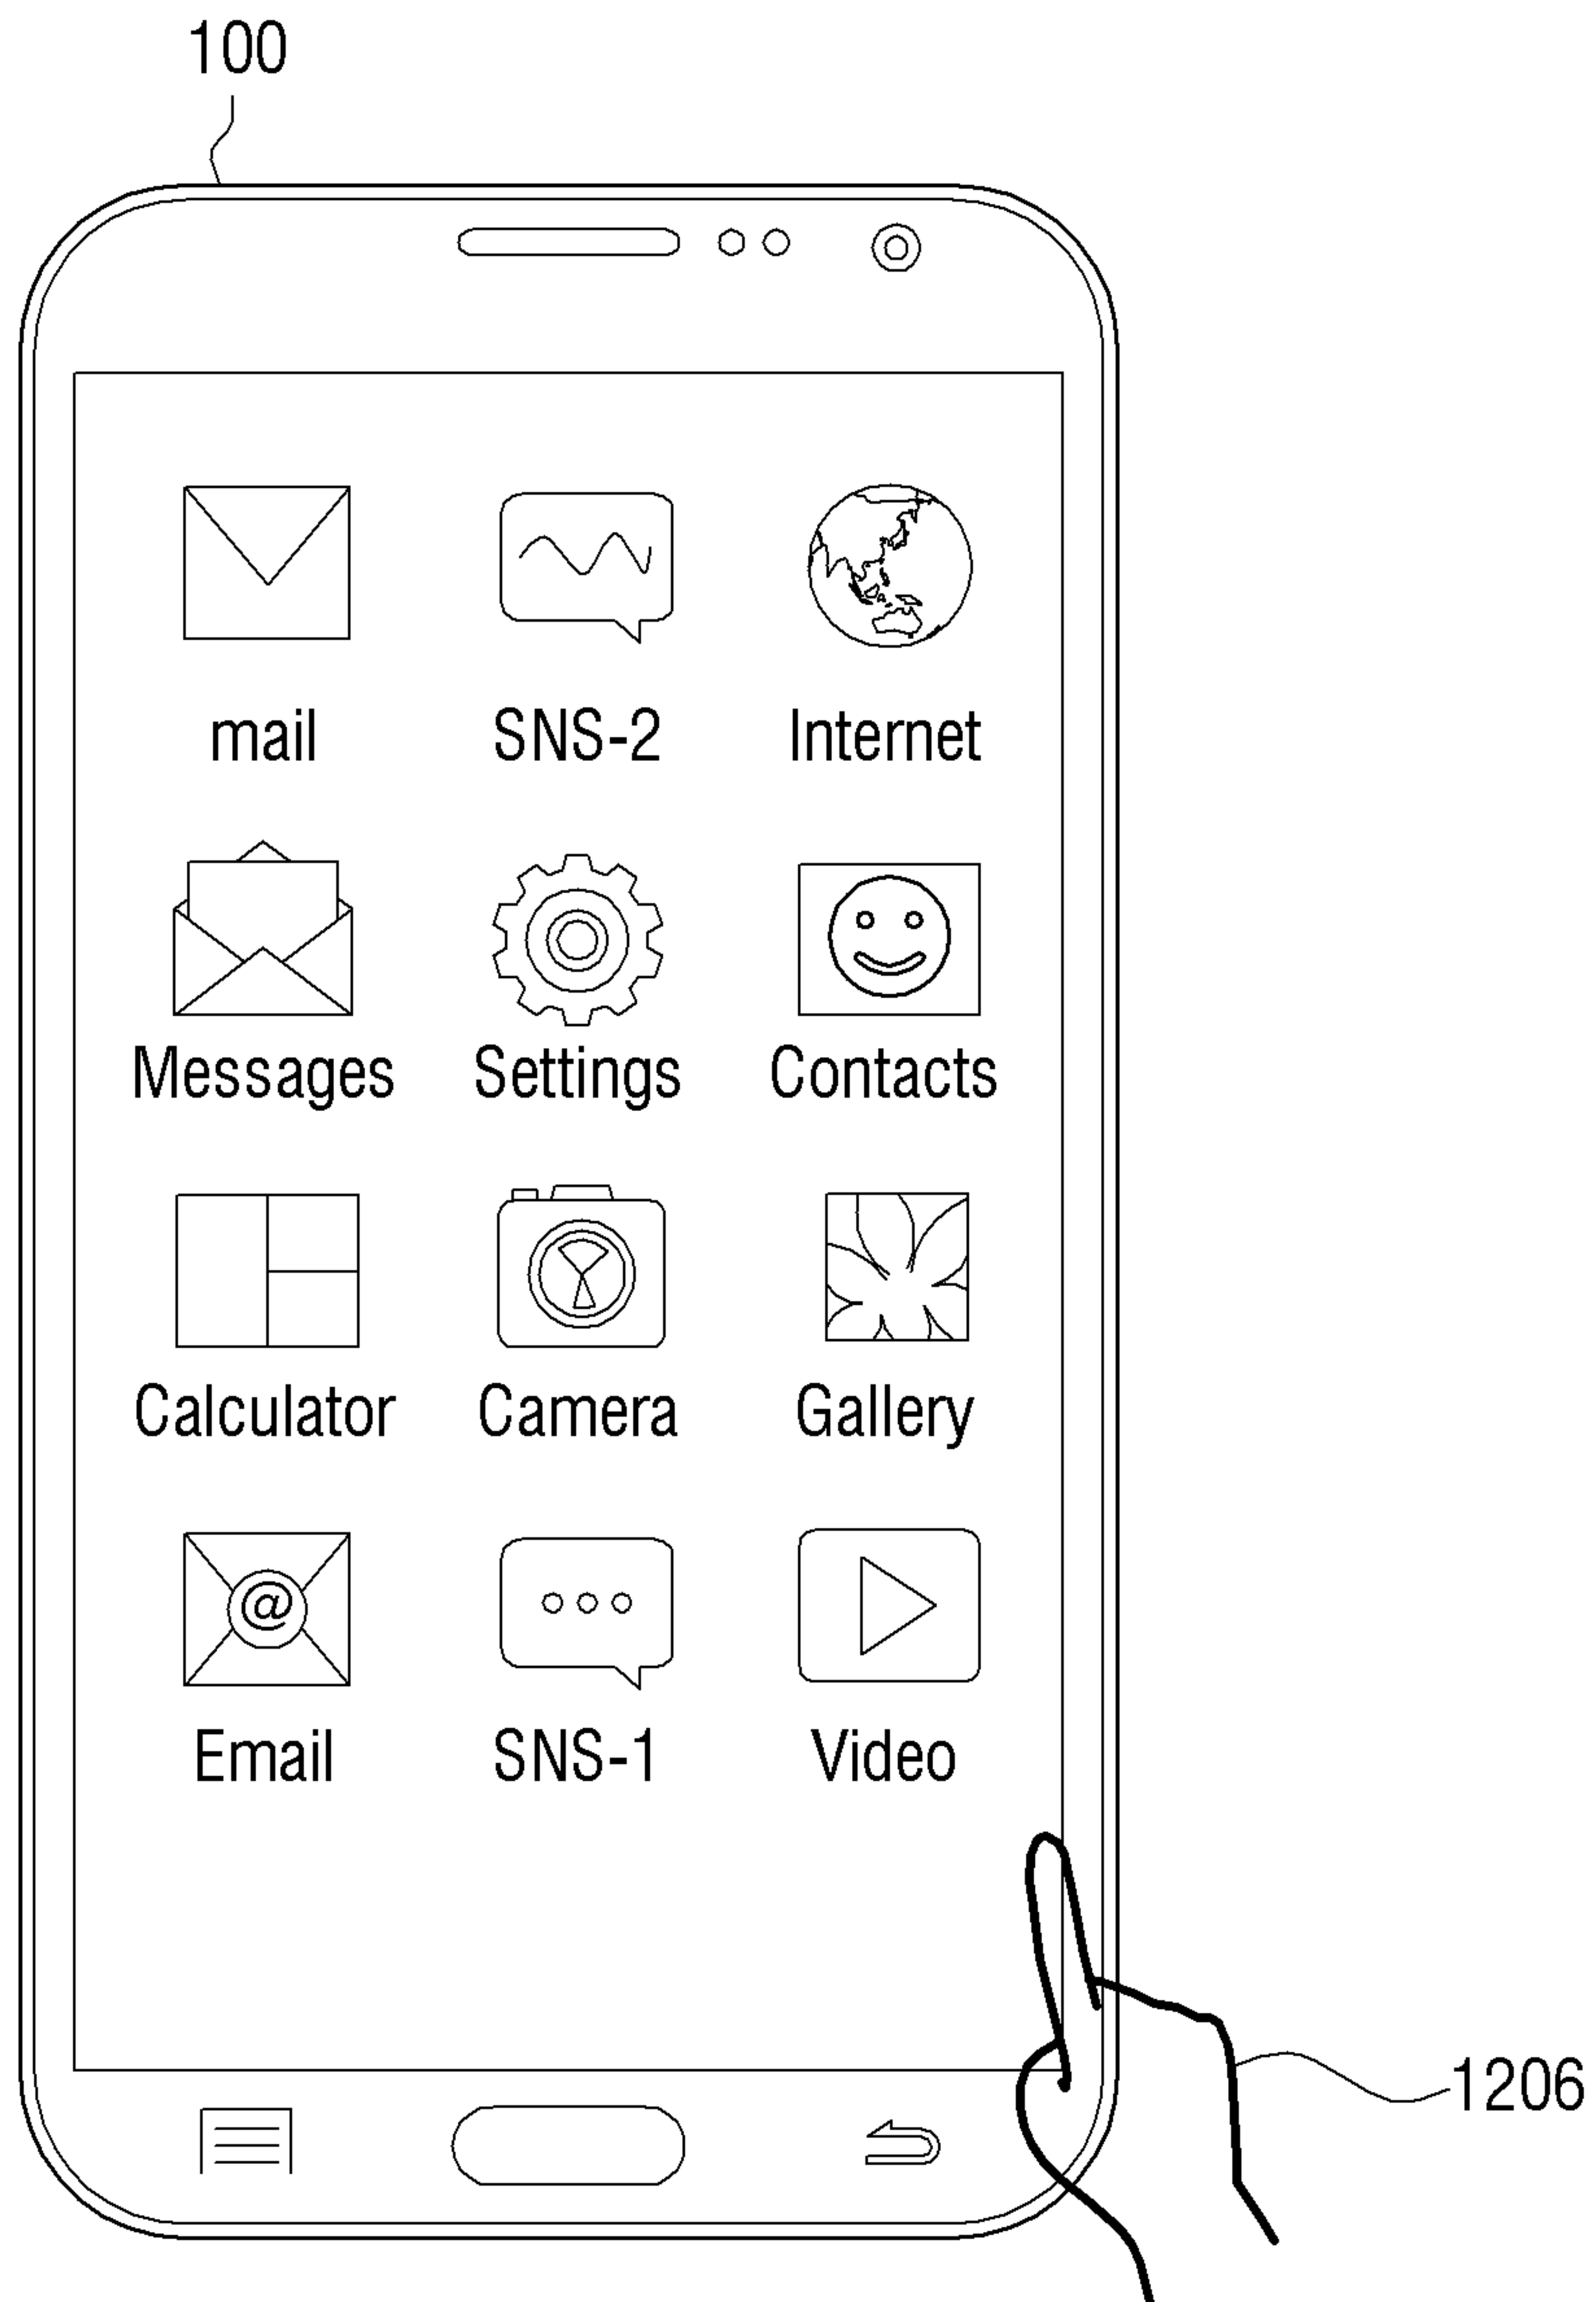 100
mail SNS-2 Internet
Messages Settings Contacts
Calculator Camera Gallery
@
Email SNS-1 Video
1206